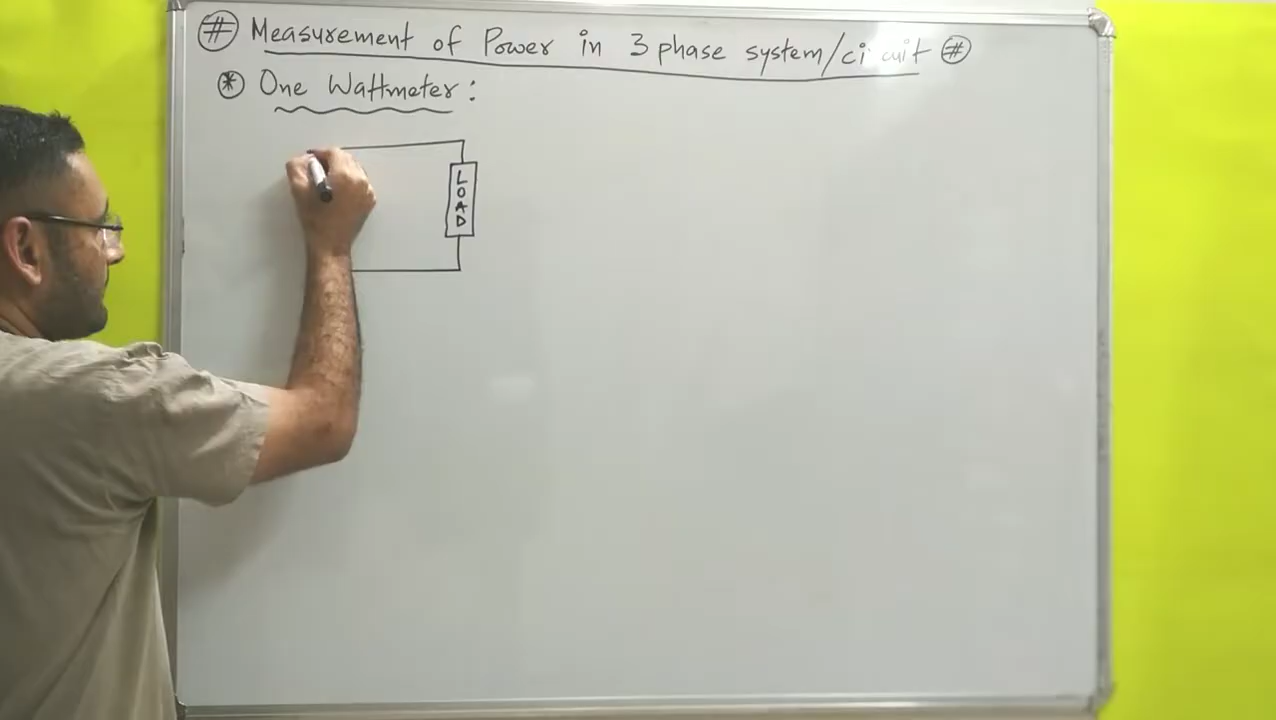 # Measurement of Power in 3 phase system/circuit #
* One Wattmeter:
LOAD